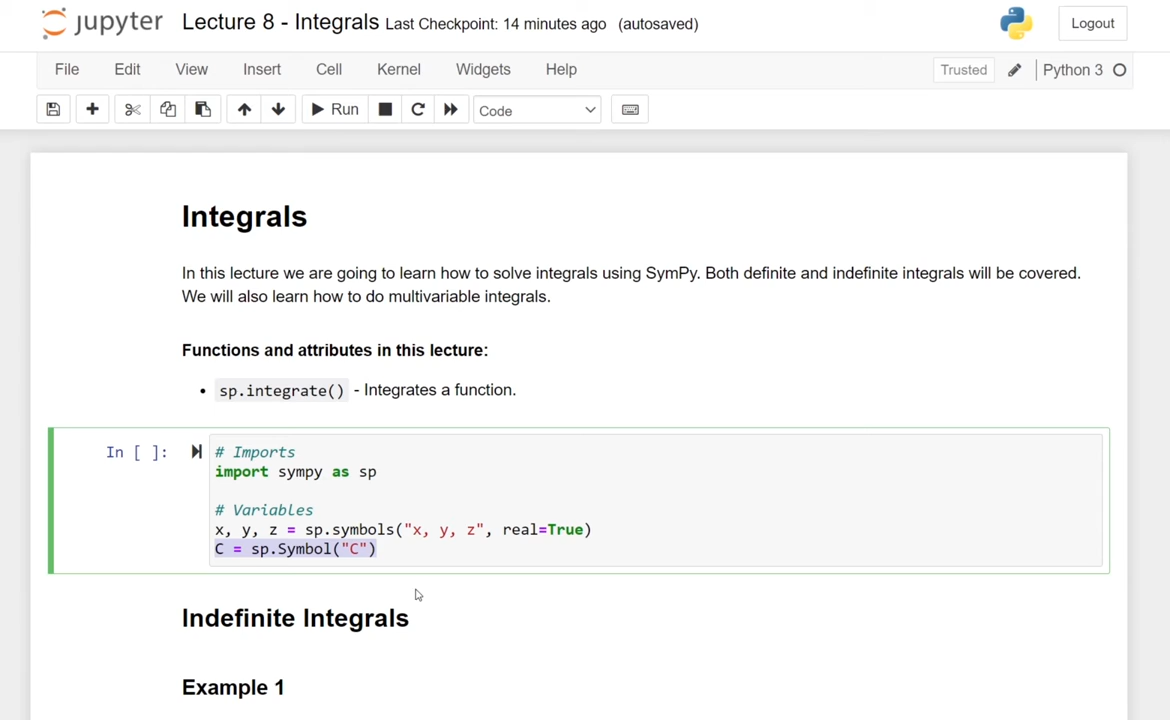 jupyter Lecture 8 - Integrals Last Checkpoint: 14 minutes ago (autosaved) Logout
File Edit View Insert Cell Kernel Widgets Help Trusted Python 3
Run Code
Integrals
In this lecture we are going to learn how to solve integrals using SymPy. Both definite and indefinite integrals will be covered.
We will also learn how to do multivariable integrals.
Functions and attributes in this lecture:
• sp.integrate() - Integrates a function.
In [ ]: # Imports
import sympy as sp
# Variables
x, y, z = sp.symbols("x, y, z", real=True)
C = sp.Symbol("C")
Indefinite Integrals
Example 1